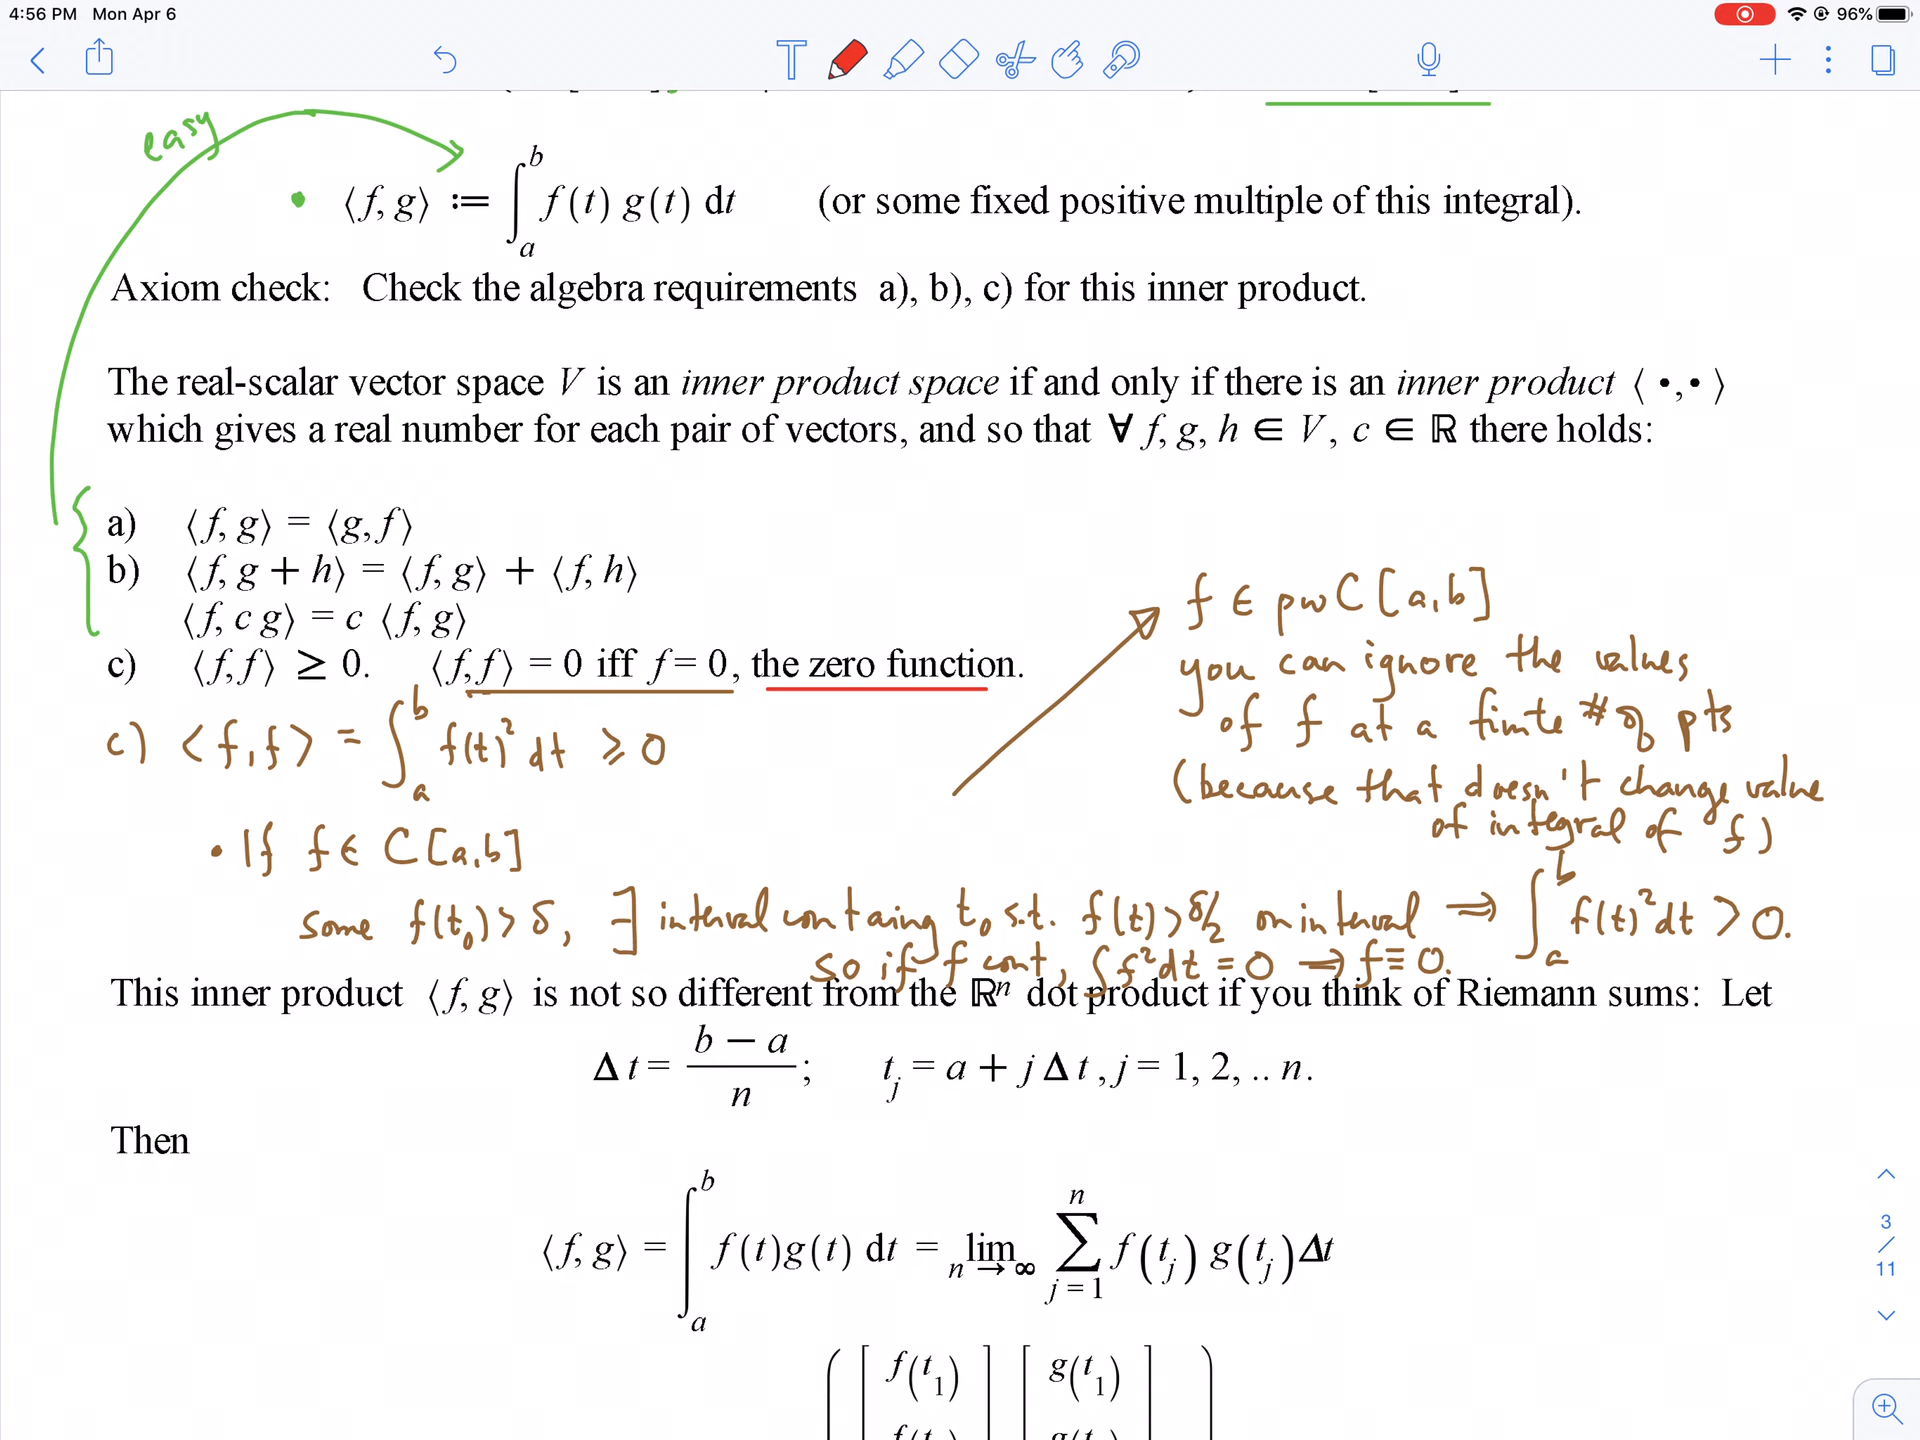 4:56 PM Mon Apr 6
96%
easy
• ⟨f, g⟩ := ∫_a^b f(t) g(t) dt (or some fixed positive multiple of this integral).
Axiom check: Check the algebra requirements a), b), c) for this inner product.
The real-scalar vector space V is an inner product space if and only if there is an inner product ⟨ •,• ⟩
which gives a real number for each pair of vectors, and so that ∀ f, g, h ∈ V, c ∈ ℝ there holds:
a) ⟨f, g⟩ = ⟨g, f⟩
b) ⟨f, g + h⟩ = ⟨f, g⟩ + ⟨f, h⟩
⟨f, c g⟩ = c ⟨f, g⟩
c) ⟨f,f⟩ ≥ 0. ⟨f,f⟩ = 0 iff f = 0, the zero function.
f ∈ pw C[a,b]
you can ignore the values
of f at a finite # of pts
(because that doesn't change value
of integral of f)
c) <f,f> = ∫_a^b f(t)² dt ≥ 0
• If f ∈ C[a,b]
some f(t₀) > δ, ∃ interval containg t₀ s.t. f(t) > δ/2 on interval ⟹ ∫_a^b f(t)² dt > 0.
so if f cont, ∫f² dt = 0 ⟹ f ≡ 0.
This inner product ⟨f, g⟩ is not so different from the ℝⁿ dot product if you think of Riemann sums: Let
Δt = (b − a)/n ; t_j = a + j Δt , j = 1, 2, .. n.
Then
⟨f, g⟩ = ∫_a^b f(t)g(t) dt = lim_{n → ∞} ∑_{j = 1}^n f(t_j) g(t_j)Δt
f(t_1) g(t_1)
3
/
11